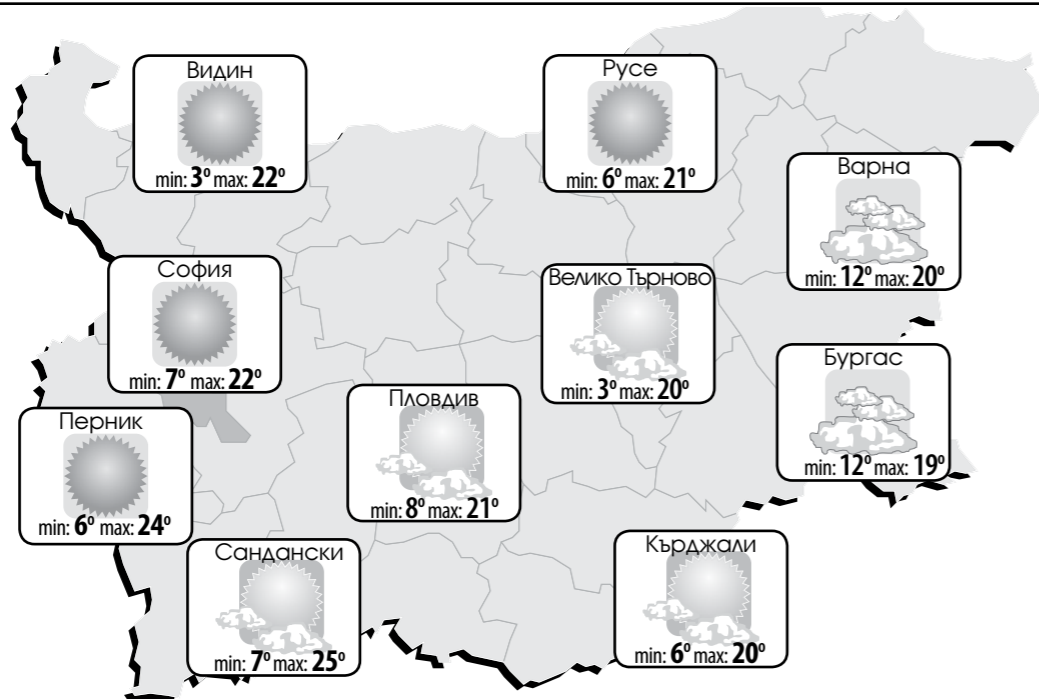 Видин
min: 3° max: 22°
Русе
min: 6° max: 21°
Варна
min: 12° max: 20°
София
min: 7° max: 22°
Велико Търново
min: 3° max: 20°
Бургас
min: 12° max: 19°
Пловдив
min: 8° max: 21°
Перник
min: 6° max: 24°
Сандански
min: 7° max: 25°
Кърджали
min: 6° max: 20°